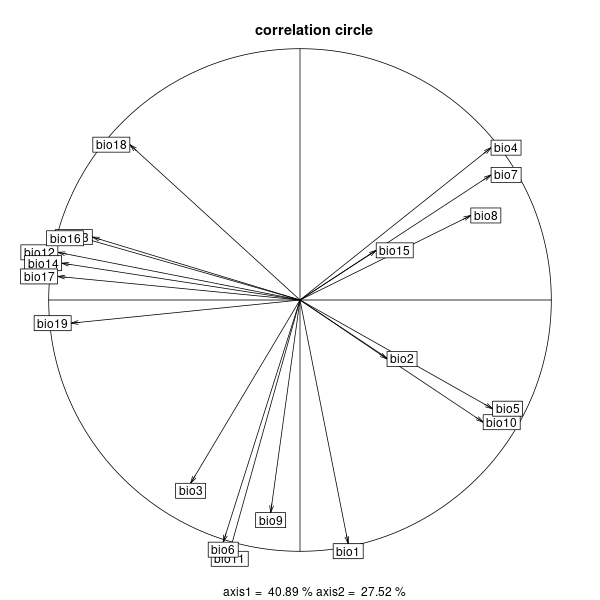 correlation circle
bio18
bio4
bio7
bio8
bio16
3
bio15
bio12
bio14
bio17
bio19
bio2
bio5
bio10
bio3
bio9
bio6
bio11
bio1
axis1 = 40.89 % axis2 = 27.52 %